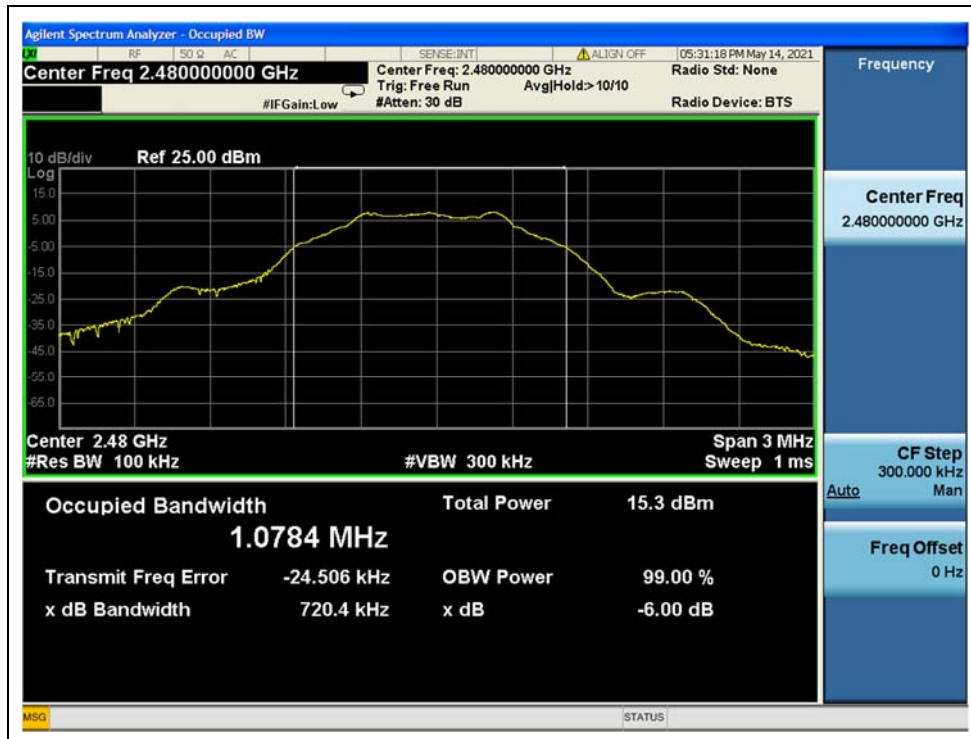 Agilent Spectrum Analyzer - Occupied BW
LXI RF 50 Ω AC SENSE:INT ALIGN OFF 05:31:18 PM May 14, 2021
Center Freq 2.480000000 GHz
Center Freq: 2.480000000 GHz
Radio Std: None
Trig: Free Run Avg|Hold:>10/10
#IFGain:Low
#Atten: 30 dB
Radio Device: BTS
Frequency
10 dB/div Ref 25.00 dBm
Log
15.0
5.00
-5.00
-15.0
-25.0
-35.0
-45.0
-55.0
-65.0
Center 2.48 GHz Span 3 MHz
#Res BW 100 kHz #VBW 300 kHz Sweep 1 ms
Occupied Bandwidth Total Power 15.3 dBm
1.0784 MHz
Transmit Freq Error -24.506 kHz OBW Power 99.00 %
x dB Bandwidth 720.4 kHz x dB -6.00 dB
Center Freq
2.480000000 GHz
CF Step
300.000 kHz
Auto Man
Freq Offset
0 Hz
MSG STATUS